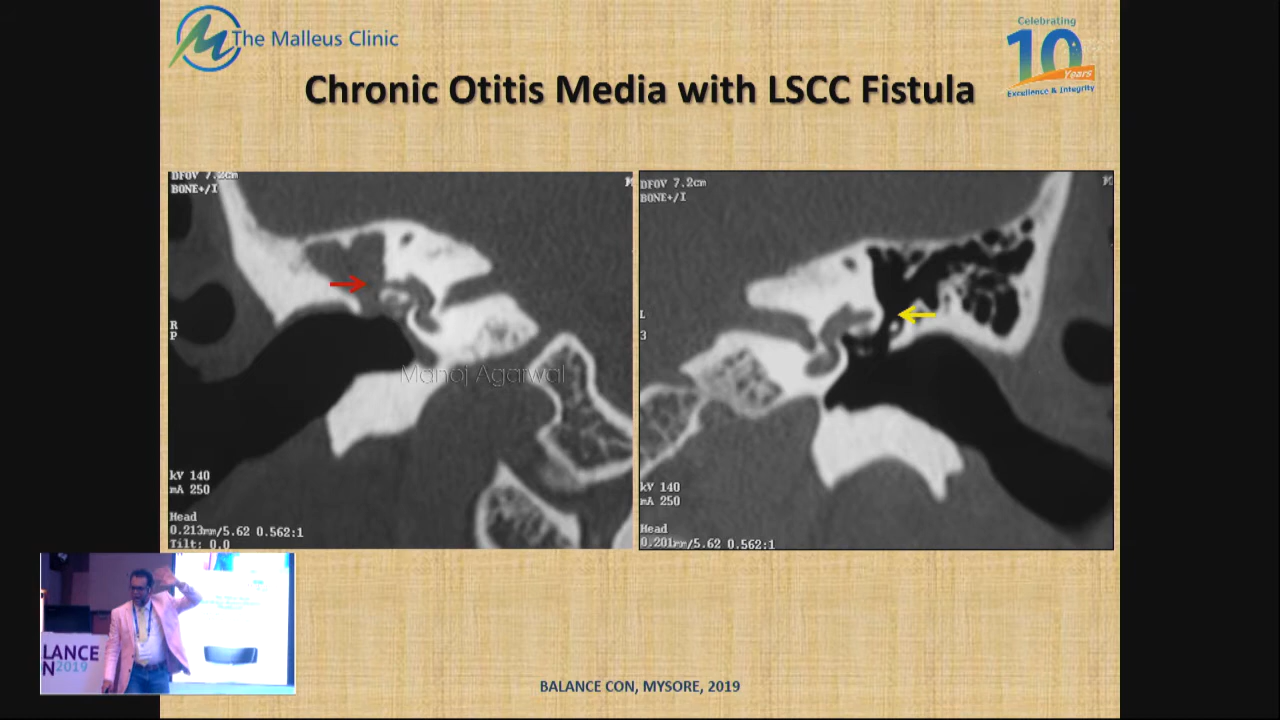 The Malleus Clinic
Celebrating
10
Years
Excellence & Integrity
Chronic Otitis Media with LSCC Fistula
DFOV 7.2cm
BONE+/I
R
P
Manoj Agarwal
kV 140
mA 250
Head
0.213mm/5.62 0.562:1
Tilt: 0.0
DFOV 7.2cm
BONE+/I
L
3
kV 140
mA 250
Head
0.201mm/5.62 0.562:1
LANCE
N2019
BALANCE CON, MYSORE, 2019